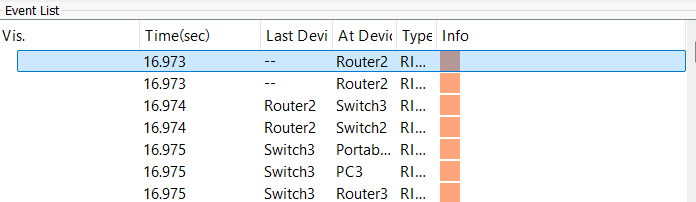 Event List
Vis. Time(sec) Last Devi At Devic Type Info
16.973 -- Router2 RI...
16.973 -- Router2 RI...
16.974 Router2 Switch3 RI...
16.974 Router2 Switch2 RI...
16.975 Switch3 Portab... RI...
16.975 Switch3 PC3 RI...
16.975 Switch3 Router3 RI...